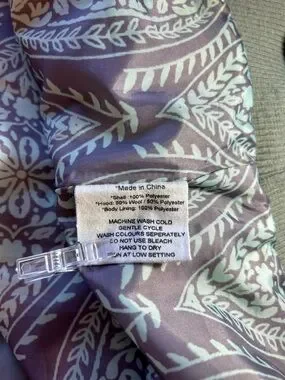 *Made in China
*Shell: 100% Polyester
*Hood: 50% Wool / 50% Polyester
*Body Lining: 100% Polyester
MACHINE WASH COLD
GENTLE CYCLE
WASH COLOURS SEPERATELY
DO NOT USE BLEACH
HANG TO DRY
IRON AT LOW SETTING